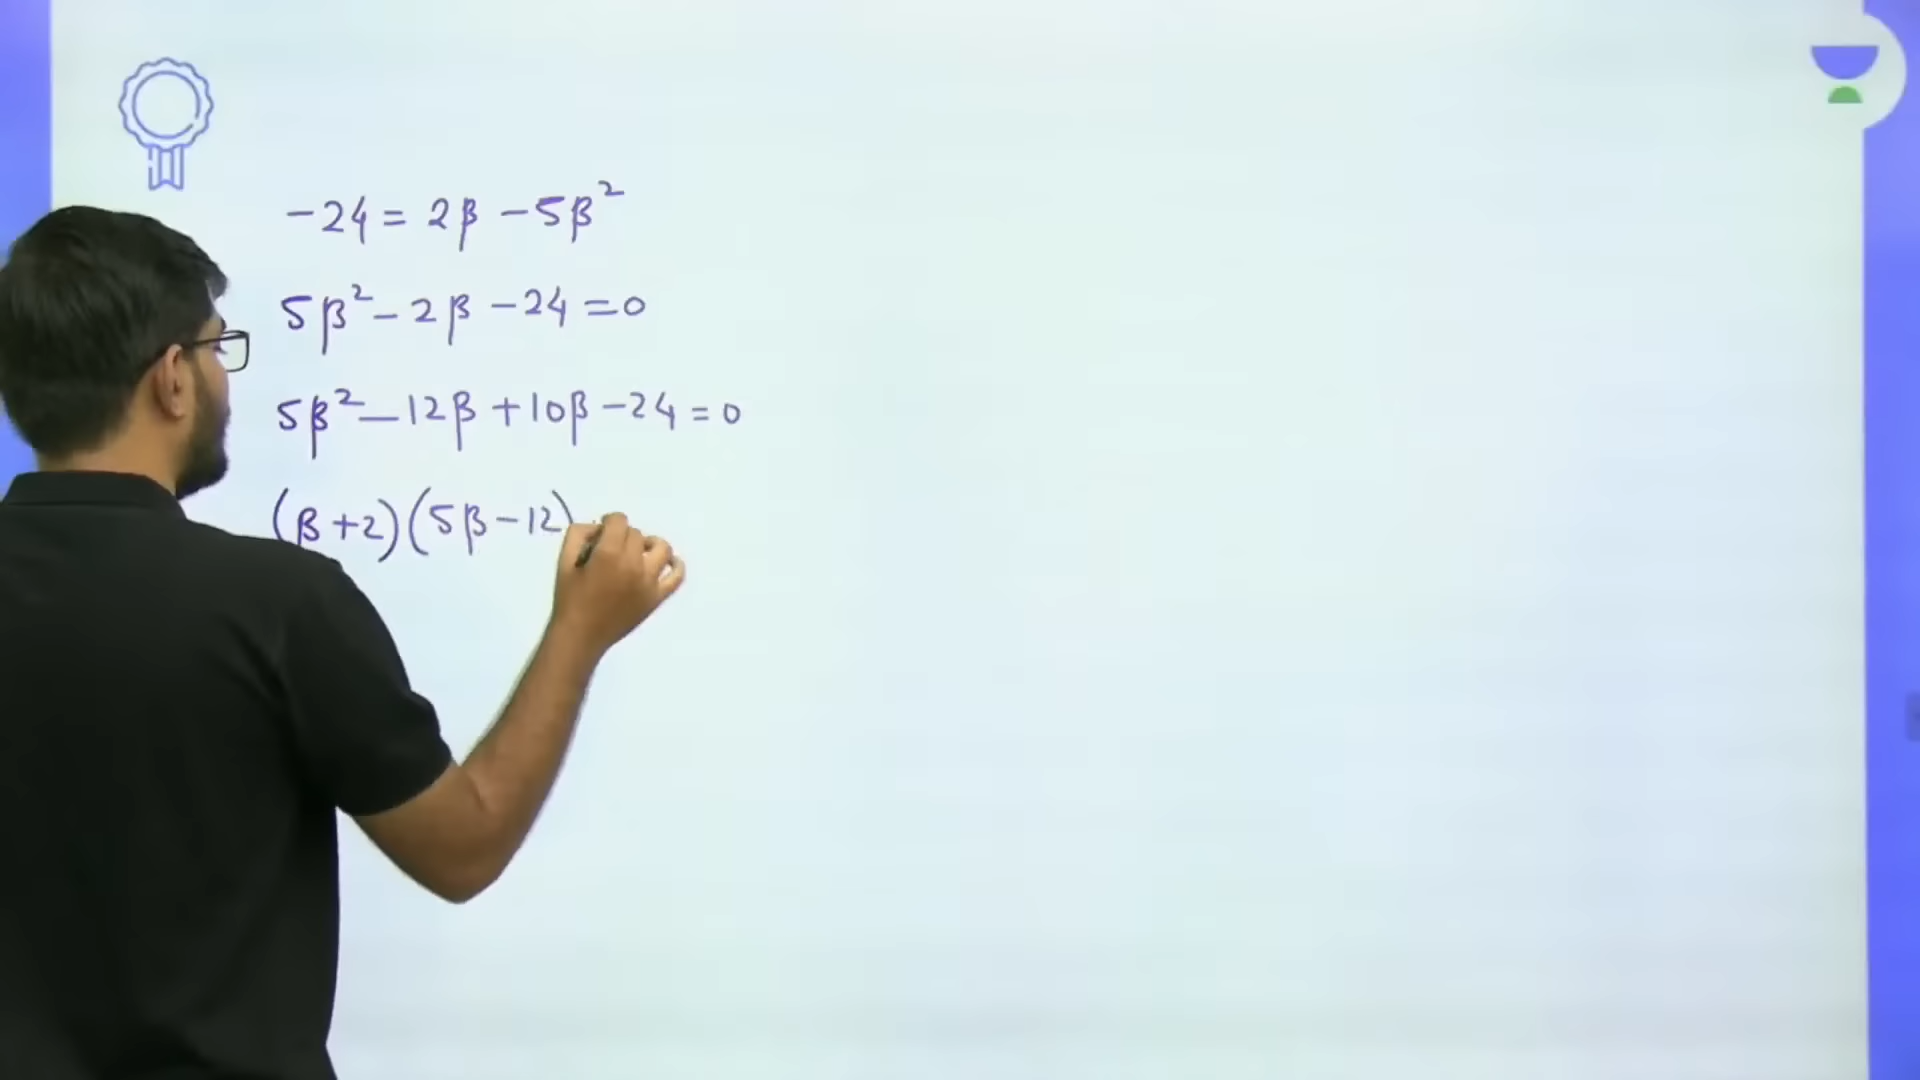 -24 = 2β - 5β²
5β² - 2β - 24 = 0
5β² - 12β + 10β - 24 = 0
(β + 2)(5β - 12)